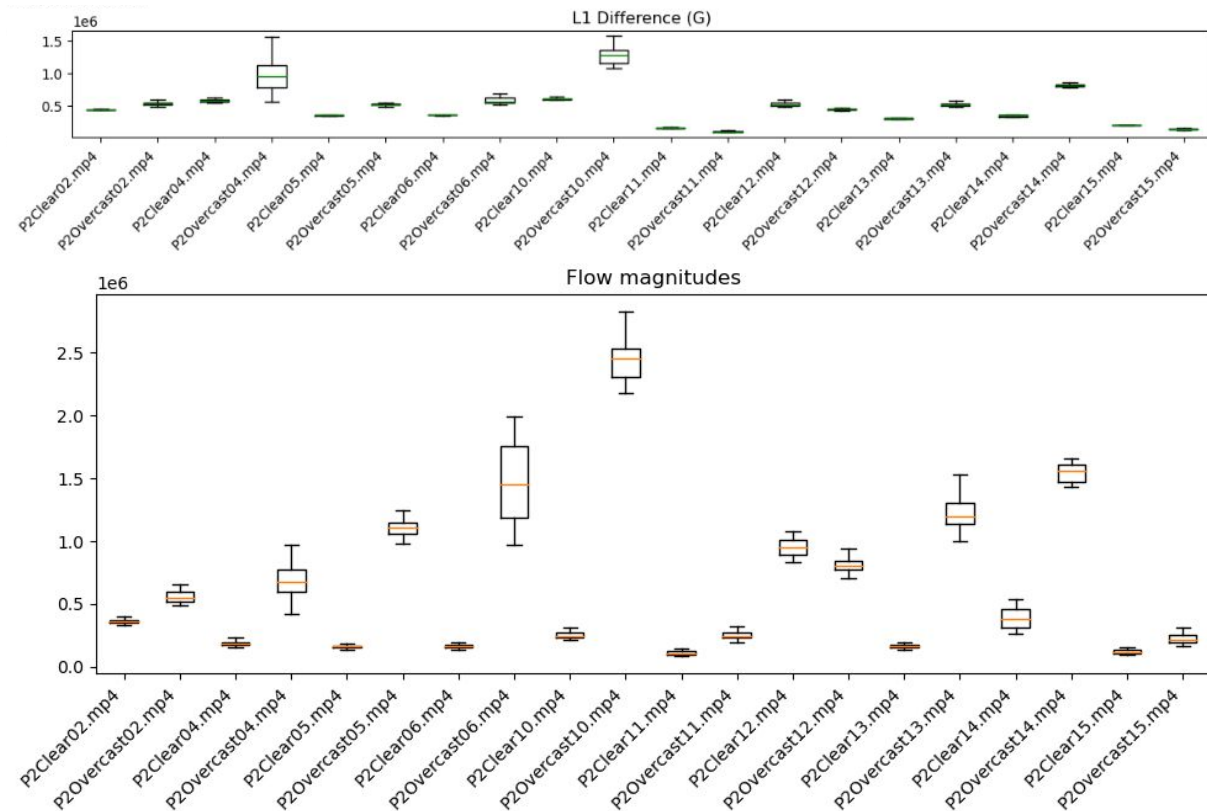 L1 Difference (G)
1e6
1.5
1.0
0.5
P2Clear02.mp4
P2Overcast02.mp4
P2Clear04.mp4
P2Overcast04.mp4
P2Clear05.mp4
P2Overcast05.mp4
P2Clear06.mp4
P2Overcast06.mp4
P2Clear10.mp4
P2Overcast10.mp4
P2Clear11.mp4
P2Overcast11.mp4
P2Clear12.mp4
P2Overcast12.mp4
P2Clear13.mp4
P2Overcast13.mp4
P2Clear14.mp4
P2Overcast14.mp4
P2Clear15.mp4
P2Overcast15.mp4
Flow magnitudes
1e6
2.5
2.0
1.5
1.0
0.5
0.0
P2Clear02.mp4
P2Overcast02.mp4
P2Clear04.mp4
P2Overcast04.mp4
P2Clear05.mp4
P2Overcast05.mp4
P2Clear06.mp4
P2Overcast06.mp4
P2Clear10.mp4
P2Overcast10.mp4
P2Clear11.mp4
P2Overcast11.mp4
P2Clear12.mp4
P2Overcast12.mp4
P2Clear13.mp4
P2Overcast13.mp4
P2Clear14.mp4
P2Overcast14.mp4
P2Clear15.mp4
P2Overcast15.mp4